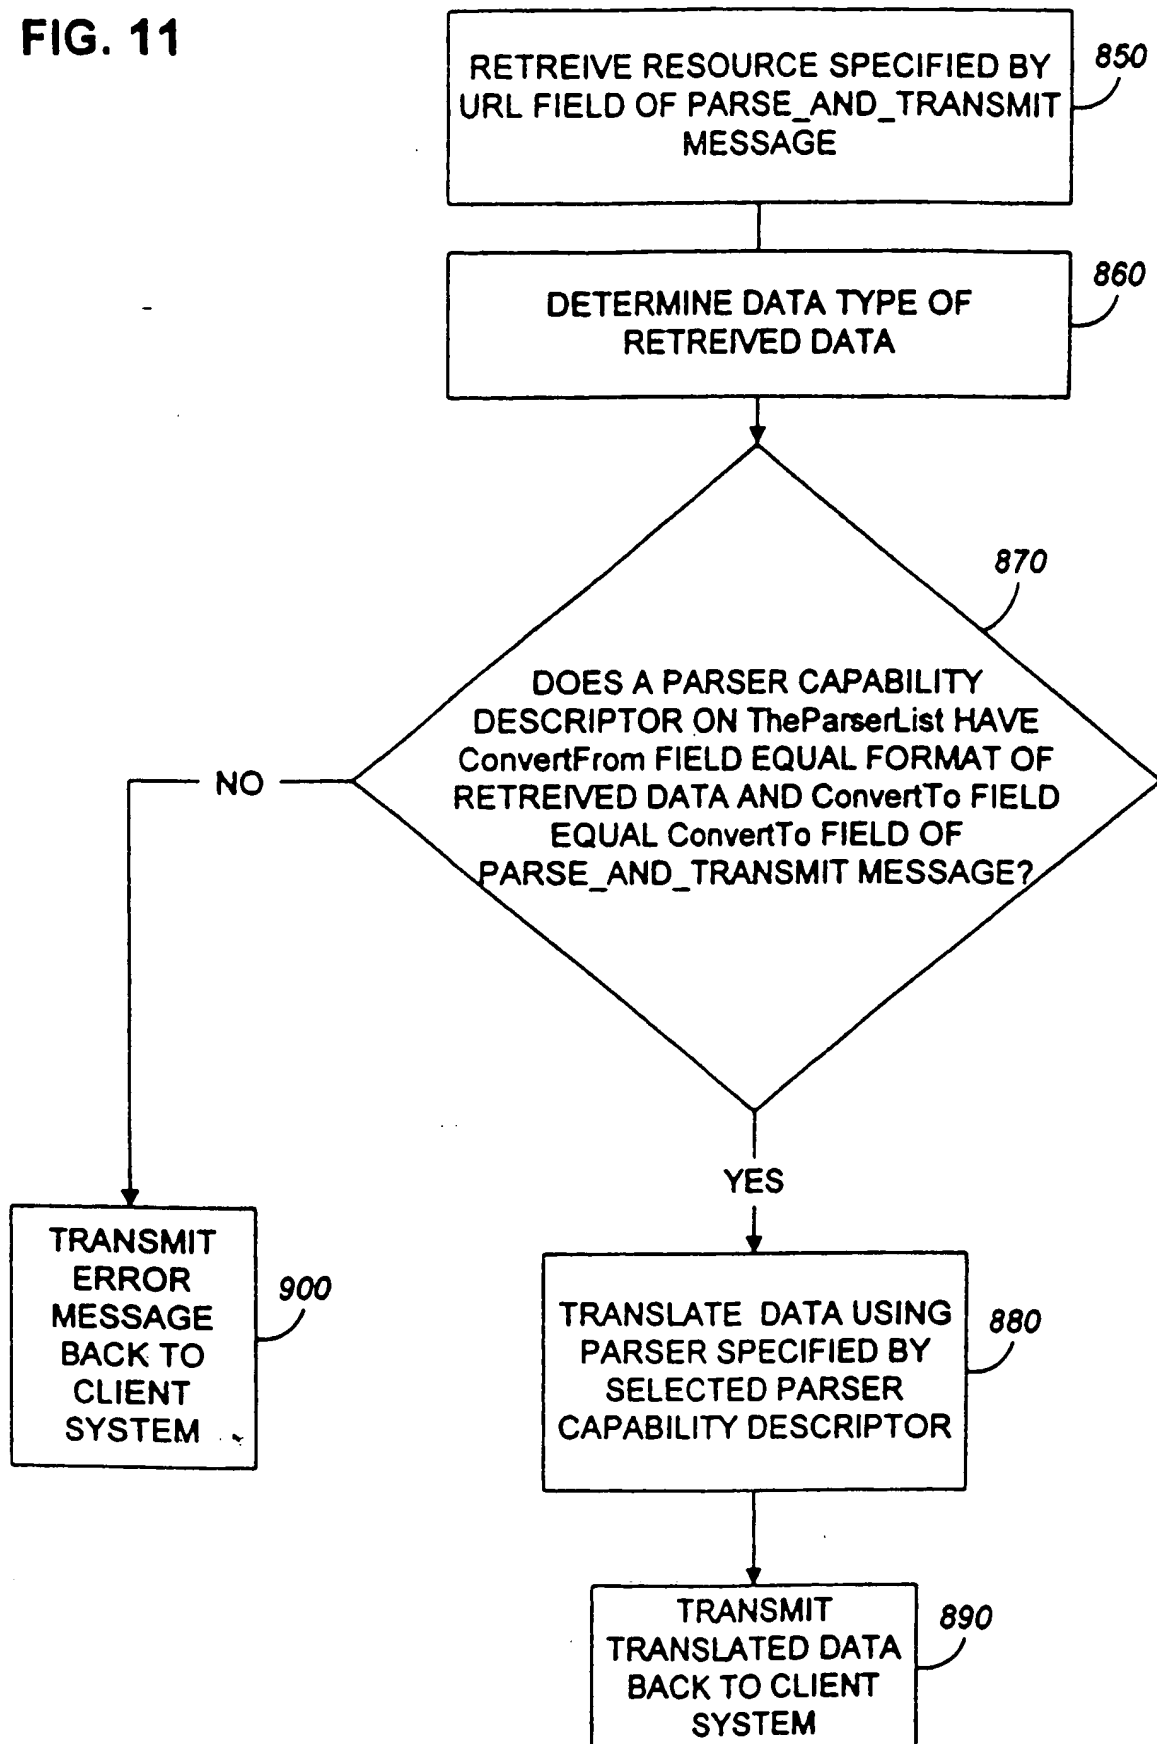 FIG. 11
RETREIVE RESOURCE SPECIFIED BY
URL FIELD OF PARSE_AND_TRANSMIT
MESSAGE
850
DETERMINE DATA TYPE OF
RETREIVED DATA
860
870
DOES A PARSER CAPABILITY
DESCRIPTOR ON TheParserList HAVE
ConvertFrom FIELD EQUAL FORMAT OF
RETREIVED DATA AND ConvertTo FIELD
EQUAL ConvertTo FIELD OF
PARSE_AND_TRANSMIT MESSAGE?
NO
YES
TRANSMIT
ERROR
MESSAGE
BACK TO
CLIENT
SYSTEM
900
TRANSLATE DATA USING
PARSER SPECIFIED BY
SELECTED PARSER
CAPABILITY DESCRIPTOR
880
TRANSMIT
TRANSLATED DATA
BACK TO CLIENT
SYSTEM
890